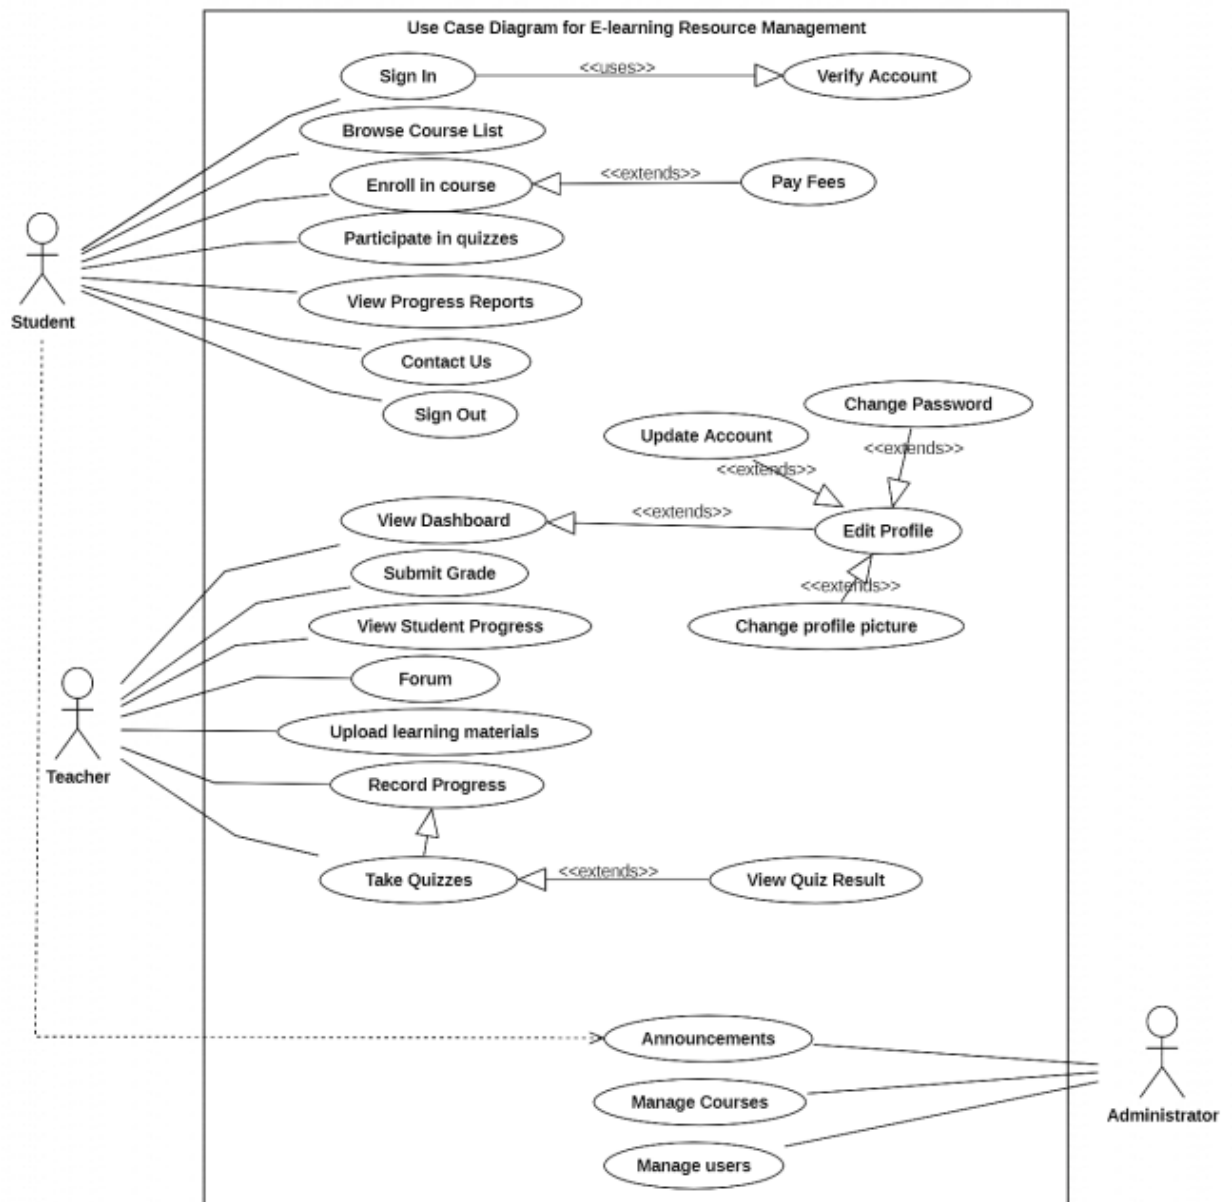 Use Case Diagram for E-learning Resource Management
Sign In
<<uses>>
Verify Account
Browse Course List
Enroll in course
<<extends>>
Pay Fees
Participate in quizzes
View Progress Reports
Student
Contact Us
Sign Out
Change Password
Update Account
<<extends>>
<<extends>>
View Dashboard
<<extends>>
Edit Profile
Submit Grade
<<extends>>
View Student Progress
Change profile picture
Forum
Upload learning materials
Teacher
Record Progress
Take Quizzes
<<extends>>
View Quiz Result
Announcements
Manage Courses
Administrator
Manage users